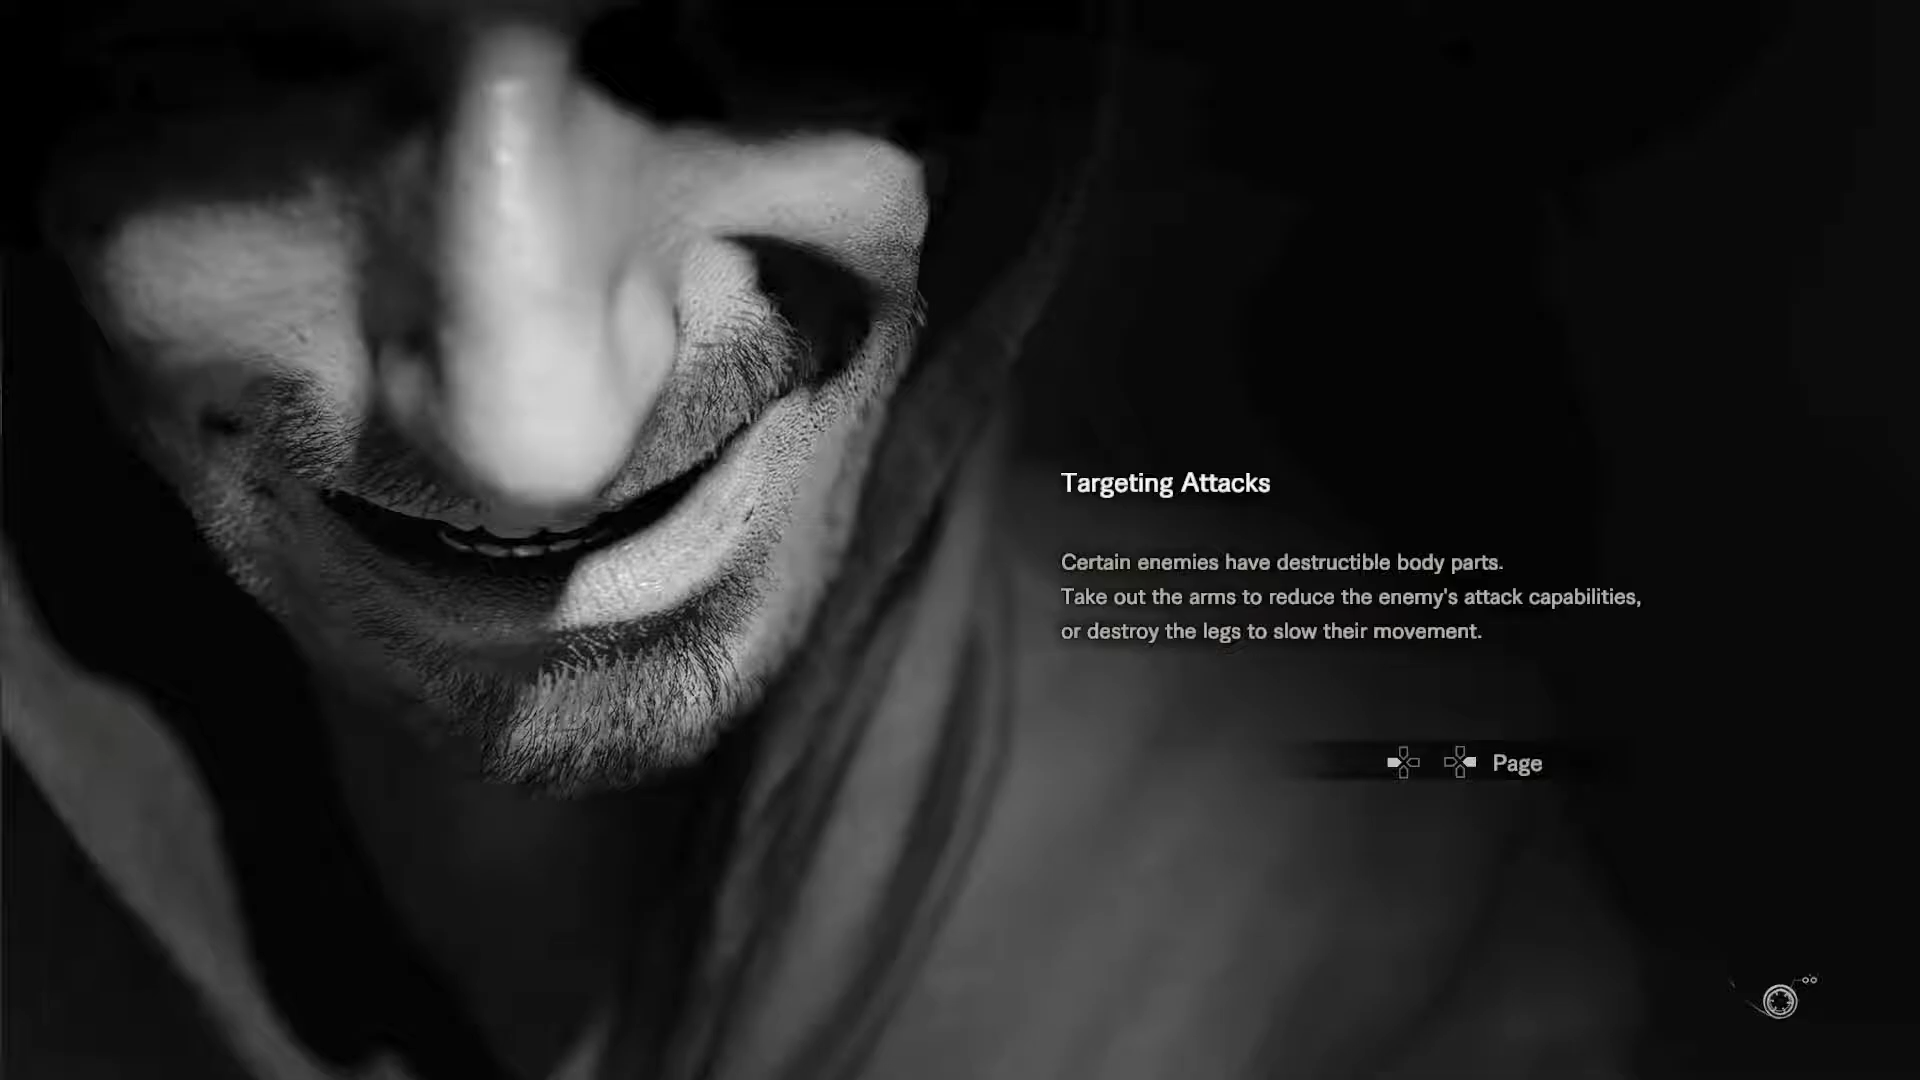 Targeting Attacks
Certain enemies have destructible body parts.
Take out the arms to reduce the enemy's attack capabilities,
or destroy the legs to slow their movement.
Page